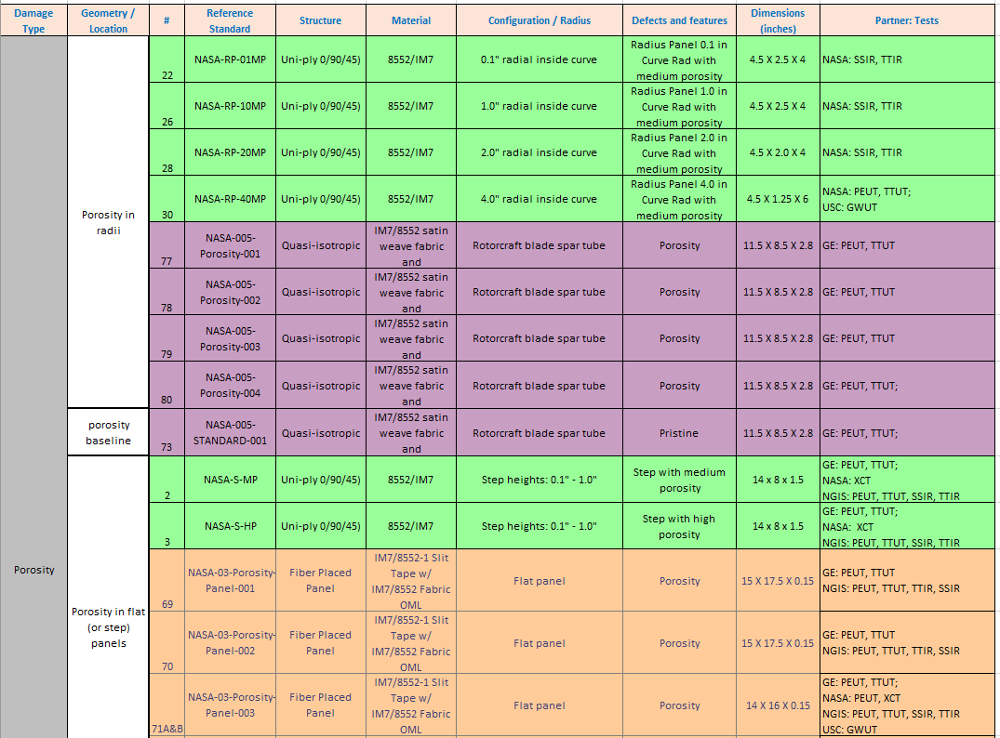 Damage
Type
Geometry /
Location
#
Reference
Standard
Structure
Material
Configuration / Radius
Defects and features
Dimensions
(inches)
Partner: Tests
Porosity
Porosity in
radii
22
NASA-RP-01MP
Uni-ply 0/90/45)
8552/IM7
0.1" radial inside curve
Radius Panel 0.1 in
Curve Rad with
medium porosity
4.5 X 2.5 X 4
NASA: SSIR, TTIR
26
NASA-RP-10MP
Uni-ply 0/90/45)
8552/IM7
1.0" radial inside curve
Radius Panel 1.0 in
Curve Rad with
medium porosity
4.5 X 2.5 X 4
NASA: SSIR, TTIR
28
NASA-RP-20MP
Uni-ply 0/90/45)
8552/IM7
2.0" radial inside curve
Radius Panel 2.0 in
Curve Rad with
medium porosity
4.5 X 2.0 X 4
NASA: SSIR, TTIR
30
NASA-RP-40MP
Uni-ply 0/90/45)
8552/IM7
4.0" radial inside curve
Radius Panel 4.0 in
Curve Rad with
medium porosity
4.5 X 1.25 X 6
NASA: PEUT, TTUT;
USC: GWUT
77
NASA-005-
Porosity-001
Quasi-isotropic
IM7/8552 satin
weave fabric
and
Rotorcraft blade spar tube
Porosity
11.5 X 8.5 X 2.8
GE: PEUT, TTUT
78
NASA-005-
Porosity-002
Quasi-isotropic
IM7/8552 satin
weave fabric
and
Rotorcraft blade spar tube
Porosity
11.5 X 8.5 X 2.8
GE: PEUT, TTUT
79
NASA-005-
Porosity-003
Quasi-isotropic
IM7/8552 satin
weave fabric
and
Rotorcraft blade spar tube
Porosity
11.5 X 8.5 X 2.8
GE: PEUT, TTUT
80
NASA-005-
Porosity-004
Quasi-isotropic
IM7/8552 satin
weave fabric
and
Rotorcraft blade spar tube
Porosity
11.5 X 8.5 X 2.8
GE: PEUT, TTUT;
porosity
baseline
73
NASA-005-
STANDARD-001
Quasi-isotropic
IM7/8552 satin
weave fabric
and
Rotorcraft blade spar tube
Pristine
11.5 X 8.5 X 2.8
GE: PEUT, TTUT;
Porosity in flat
(or step)
panels
2
NASA-S-MP
Uni-ply 0/90/45)
8552/IM7
Step heights: 0.1" - 1.0"
Step with medium
porosity
14 x 8 x 1.5
GE: PEUT, TTUT;
NASA: XCT
NGIS: PEUT, TTUT, SSIR, TTIR
3
NASA-S-HP
Uni-ply 0/90/45)
8552/IM7
Step heights: 0.1" - 1.0"
Step with high
porosity
14 x 8 x 1.5
GE: PEUT, TTUT;
NASA:  XCT
NGIS: PEUT, TTUT, SSIR, TTIR
69
NASA-03-Porosity-
Panel-001
Fiber Placed
Panel
IM7/8552-1 Slit
Tape w/
IM7/8552 Fabric
OML
Flat panel
Porosity
15 X 17.5 X 0.15
GE: PEUT, TTUT
NGIS: PEUT, TTUT, TTIR, SSIR
70
NASA-03-Porosity-
Panel-002
Fiber Placed
Panel
IM7/8552-1 Slit
Tape w/
IM7/8552 Fabric
OML
Flat panel
Porosity
15 X 17.5 X 0.15
GE: PEUT, TTUT
NGIS: PEUT, TTUT, TTIR, SSIR
71A&B
NASA-03-Porosity-
Panel-003
Fiber Placed
Panel
IM7/8552-1 Slit
Tape w/
IM7/8552 Fabric
OML
Flat panel
Porosity
14 X 16 X 0.15
GE: PEUT, TTUT;
NASA: PEUT, XCT
NGIS: PEUT, TTUT, SSIR, TTIR
USC: GWUT